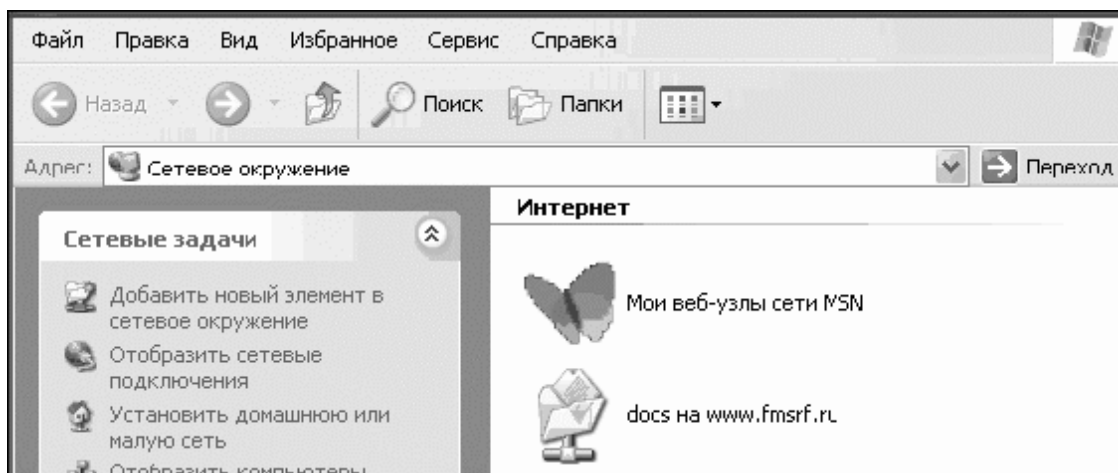 Файл Правка Вид Избранное Сервис Справка
Назад Поиск Папки
Адрес: Сетевое окружение Переход
Интернет
Сетевые задачи
Добавить новый элемент в
сетевое окружение
Отобразить сетевые
подключения
Установить домашнюю или
малую сеть
Отобразить компьютеры
Мои веб-узлы сети MSN
docs на www.fmsrf.ru